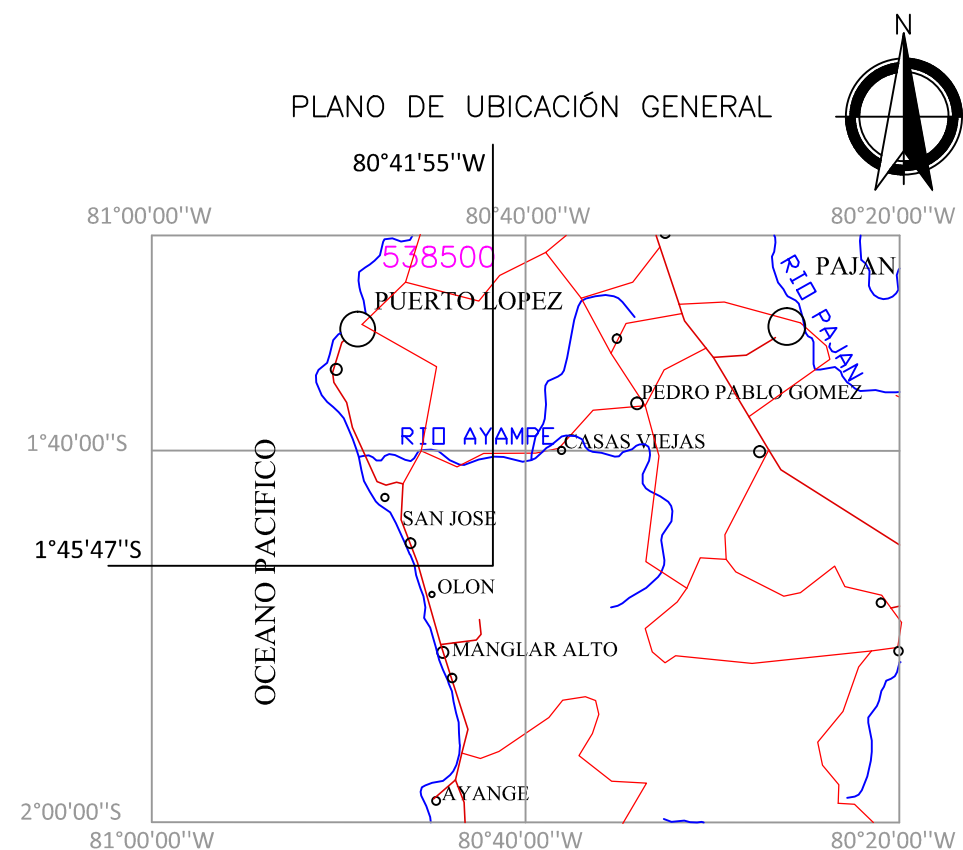 N
PLANO DE UBICACIÓN GENERAL
80°41'55''W
81°00'00''W
80°40'00''W
80°20'00''W
538500
RIO PAJAN
PAJAN
PUERTO LOPEZ
PEDRO PABLO GOMEZ
RIO AYAMPE
CASAS VIEJAS
1°40'00''S
OCEANO PACIFICO
SAN JOSE
1°45'47''S
OLON
MANGLAR ALTO
AYANGE
2°00'00''S
81°00'00''W
80°40'00''W
80°20'00''W